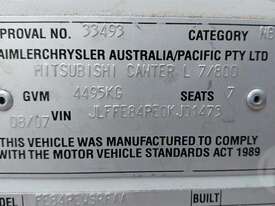 PROVAL NO. 33493 CATEGORY
AIMLERCHRYSLER AUSTRALIA/PACIFIC PTY LTD
MITSUBISHI CANTER L 7/800
GVM 4495KG SEATS 7
08/07 VIN
THIS VEHICLE WAS MANUFACTURED TO COMPLY
WITH THE MOTOR VEHICLE STANDARDS ACT 1989
BUILT